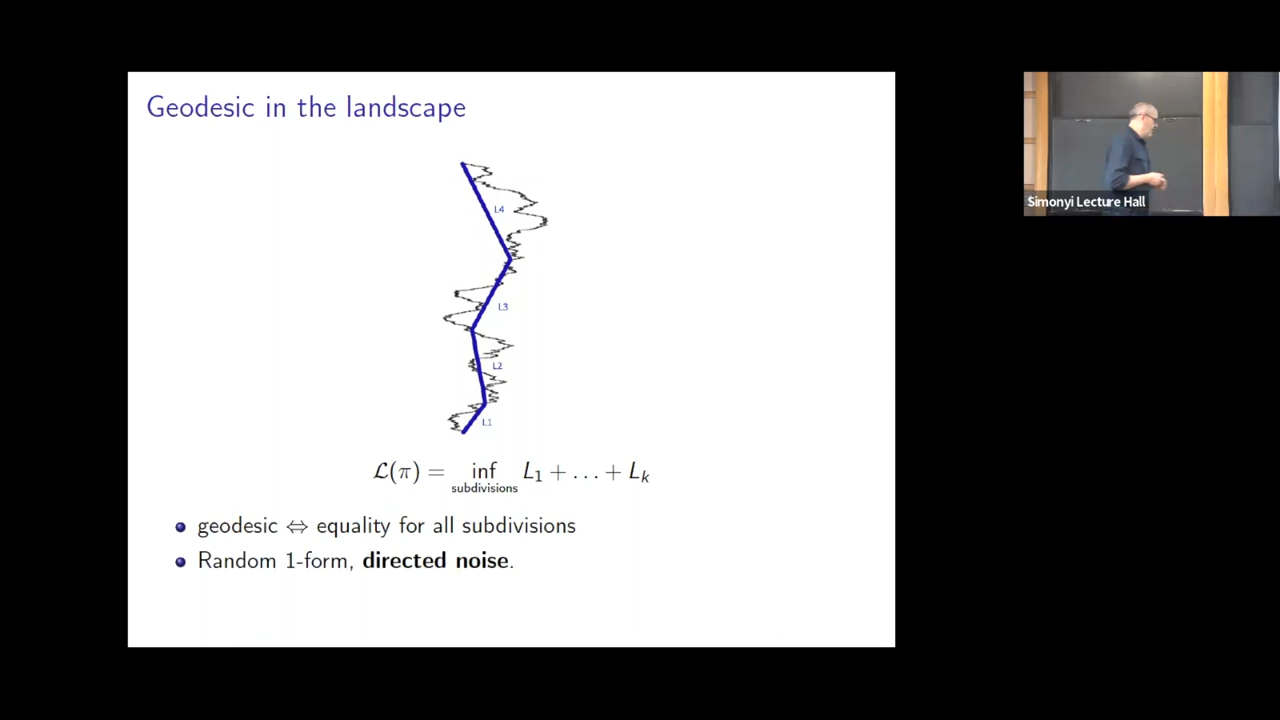 Geodesic in the landscape
L4
L3
L2
L1
Simonyi Lecture Hall
ℒ(π) = inf L₁ + … + Lₖ
subdivisions
geodesic ⇔ equality for all subdivisions
Random 1-form, directed noise.